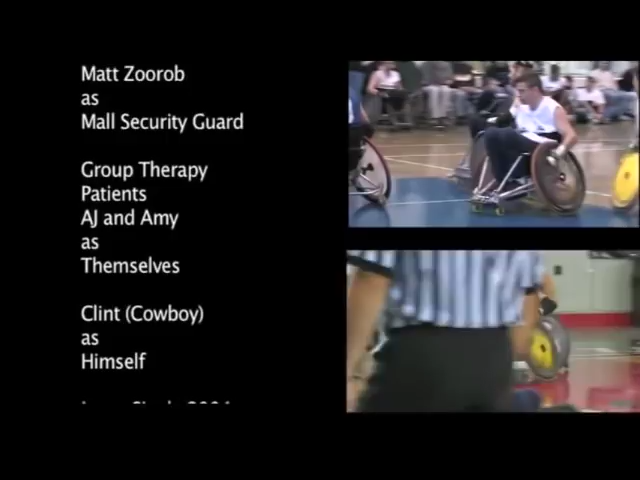 Matt Zoorob
as
Mall Security Guard
Group Therapy
Patients
AJ and Amy
as
Themselves
Clint (Cowboy)
as
Himself